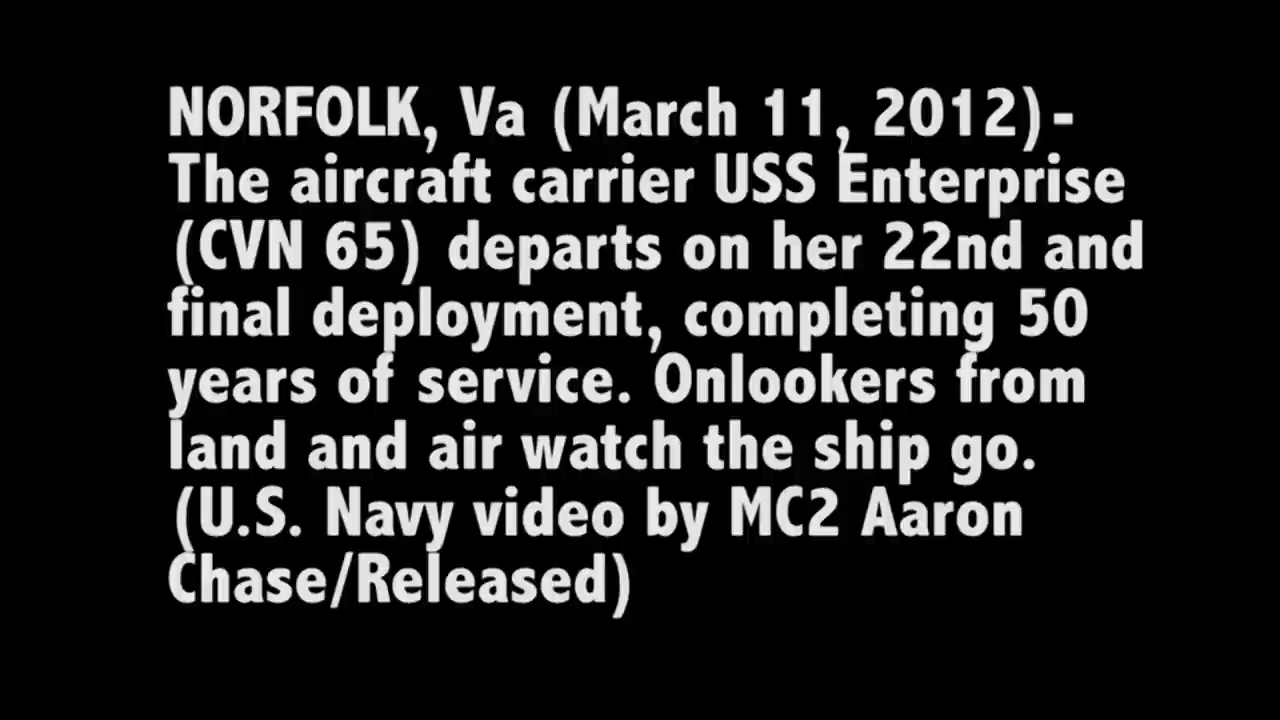 NORFOLK, Va (March 11, 2012)-
The aircraft carrier USS Enterprise
(CVN 65) departs on her 22nd and
final deployment, completing 50
years of service. Onlookers from
land and air watch the ship go.
(U.S. Navy video by MC2 Aaron
Chase/Released)